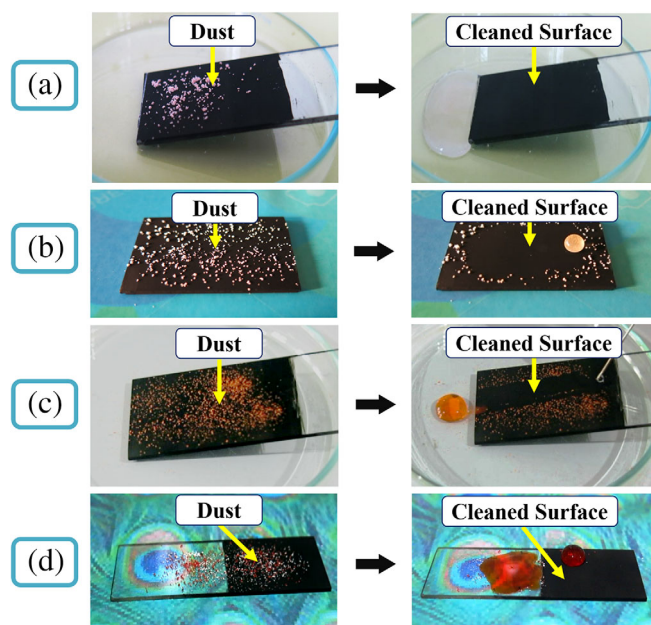 Dust
Cleaned Surface
(a)
Dust
Cleaned Surface
(b)
Dust
Cleaned Surface
(c)
Dust
Cleaned Surface
(d)